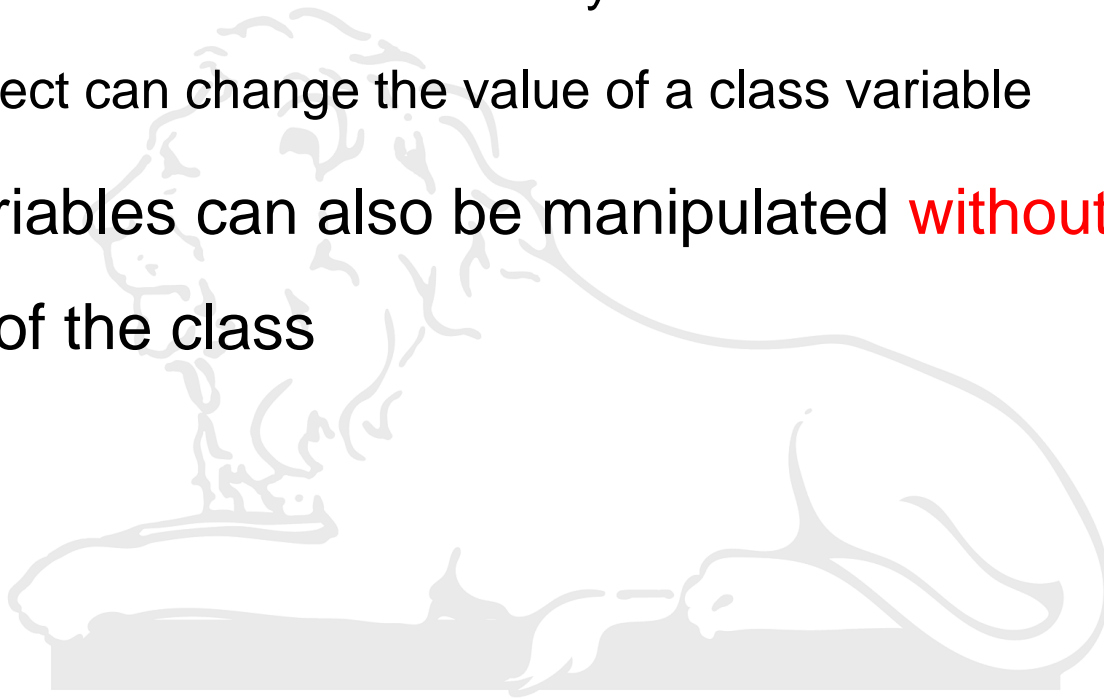 ect can change the value of a class variable
riables can also be manipulated without
of the class